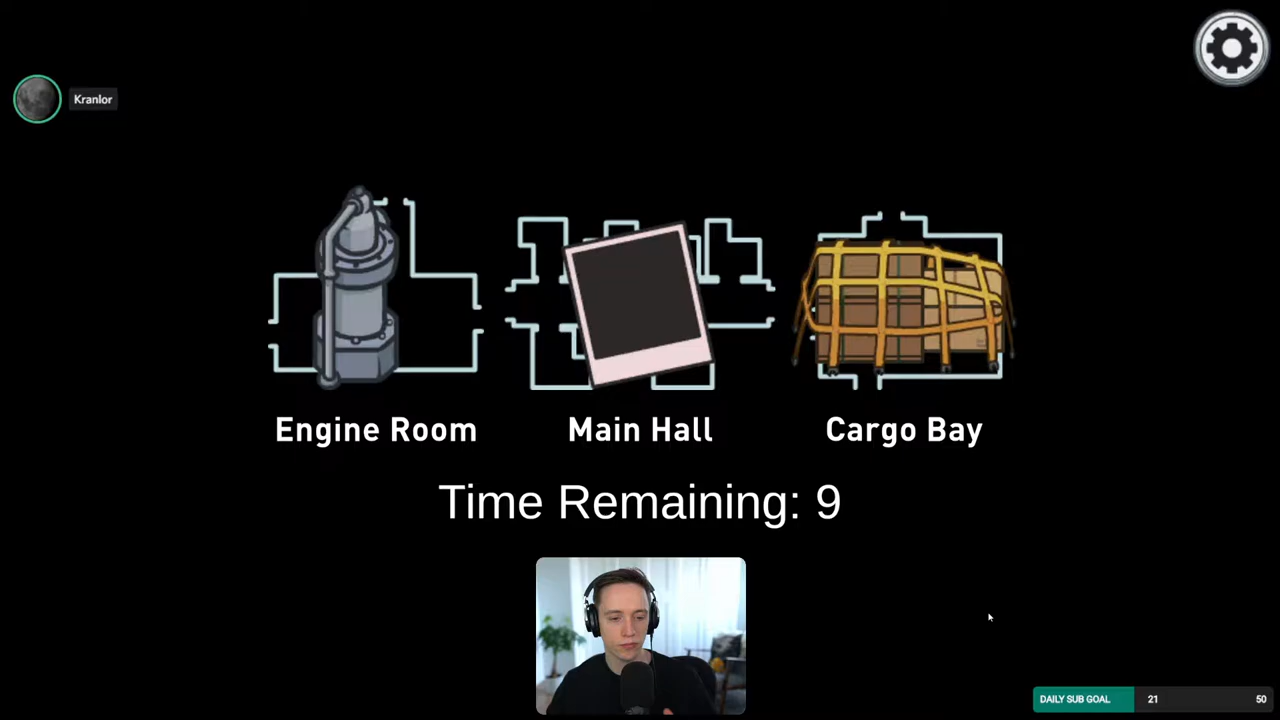 Kranlor
Engine Room
Main Hall
Cargo Bay
Time Remaining: 9
DAILY SUB GOAL 21 50